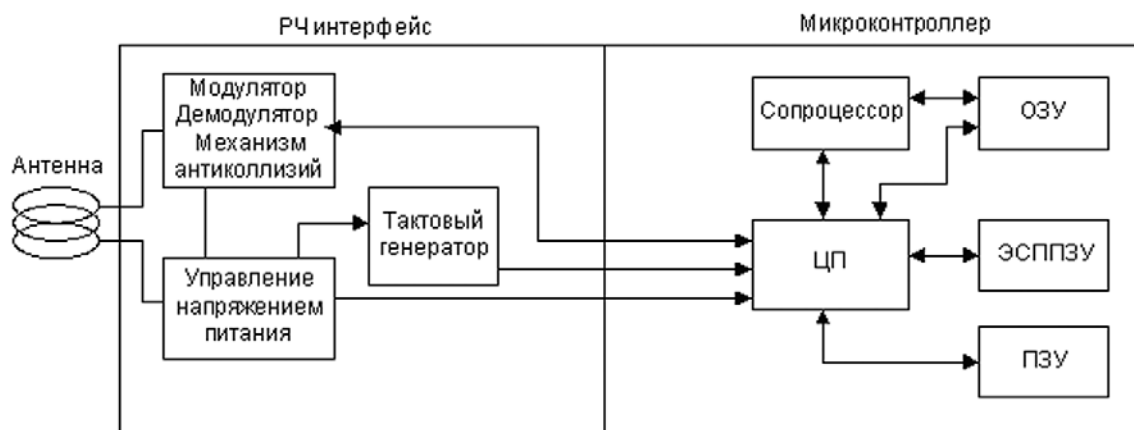 РЧ интерфейс
Микроконтроллер
Антенна
Модулятор
Демодулятор
Механизм
антиколлизий
Тактовый
генератор
Управление
напряжением
питания
Сопроцессор
ОЗУ
ЦП
ЭСППЗУ
ПЗУ